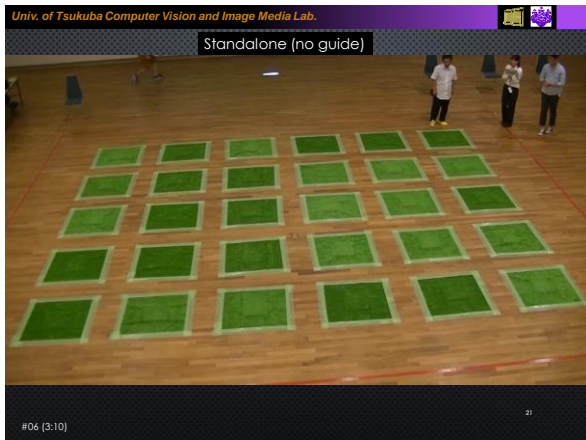 Univ. of Tsukuba Computer Vision and Image Media Lab.
Standalone (no guide)
21
#06 (3:10)